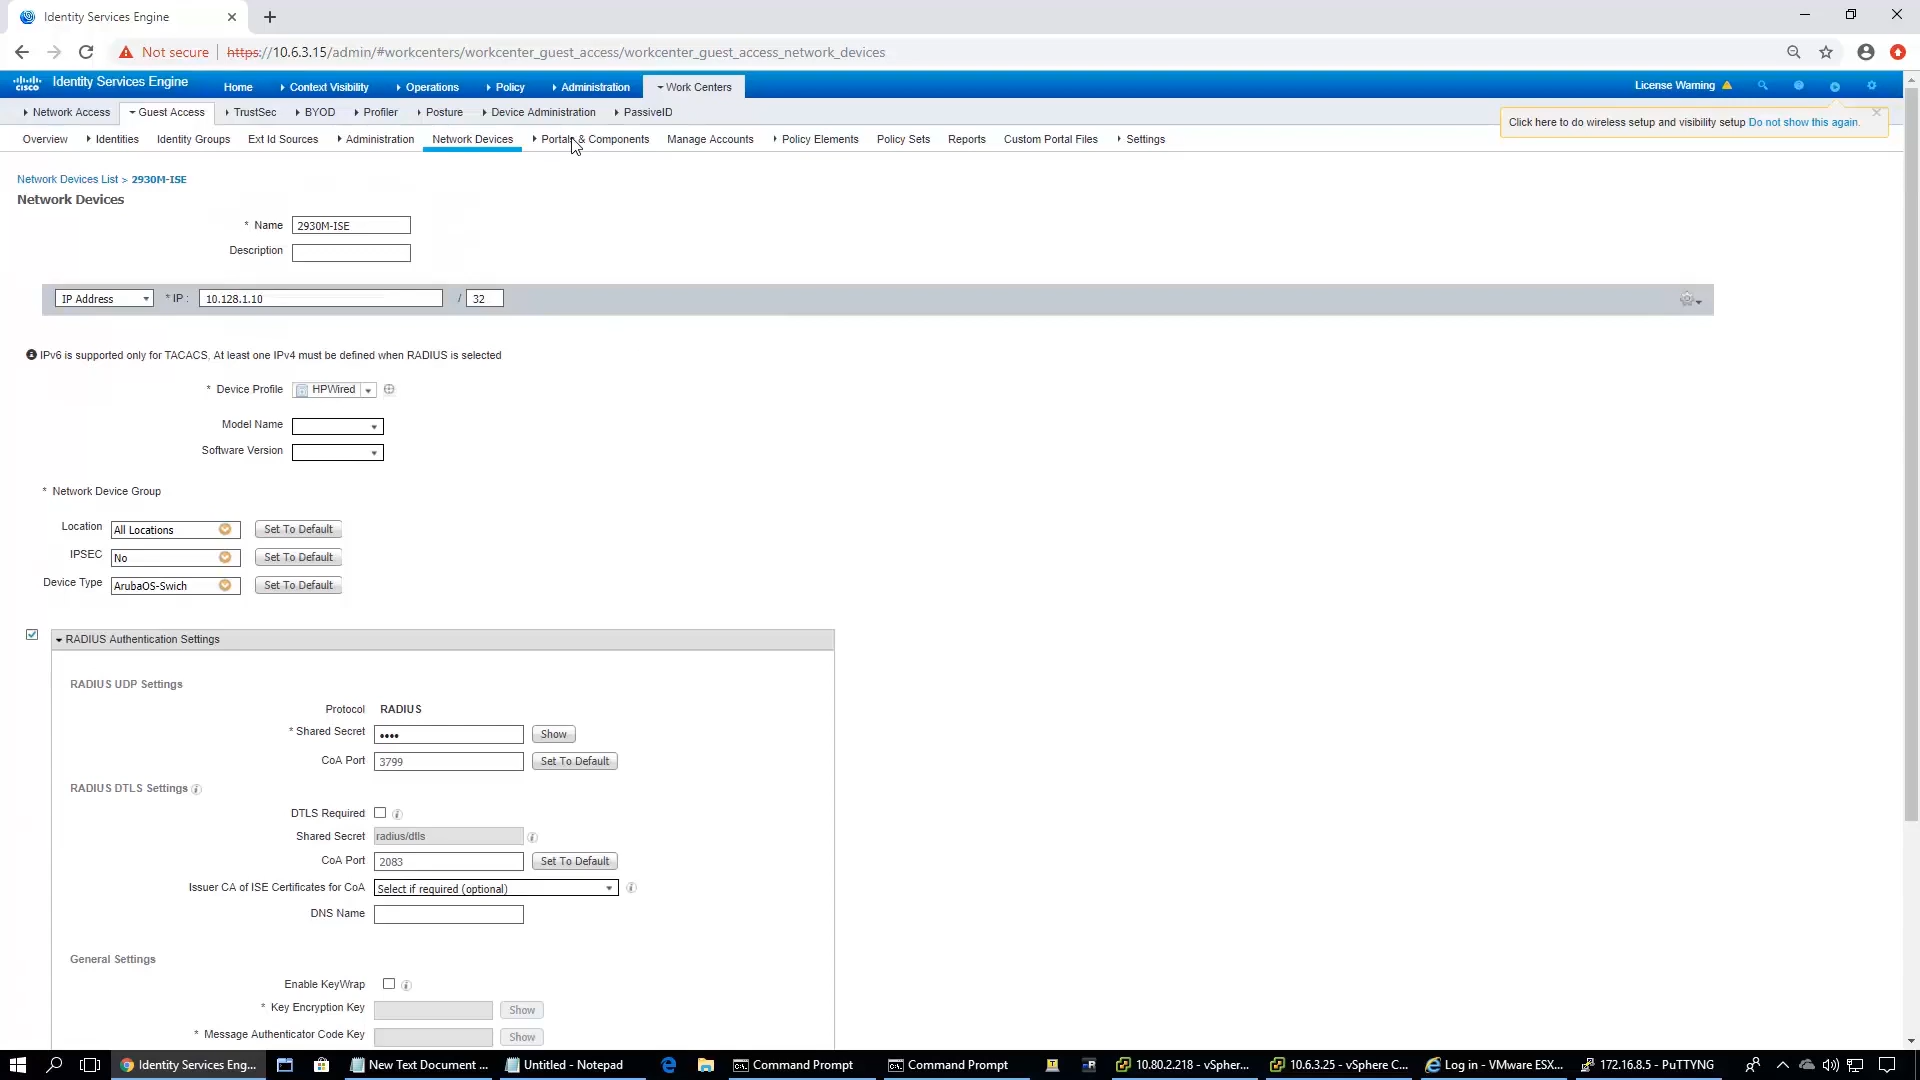 Identity Services Engine
Not secure | https://10.6.3.15/admin/#workcenters/workcenter_guest_access/workcenter_guest_access_network_devices
cisco Identity Services Engine Home Context Visibility Operations Policy Administration Work Centers License Warning
Network Access Guest Access TrustSec BYOD Profiler Posture Device Administration PassiveID
Click here to do wireless setup and visibility setup Do not show this again.
Overview Identities Identity Groups Ext Id Sources Administration Network Devices Portals & Components Manage Accounts Policy Elements Policy Sets Reports Custom Portal Files Settings
Network Devices List > 2930M-ISE
Network Devices
* Name 2930M-ISE
Description
IP Address * IP : 10.128.1.10 / 32
IPv6 is supported only for TACACS, At least one IPv4 must be defined when RADIUS is selected
* Device Profile HPWired
Model Name
Software Version
* Network Device Group
Location All Locations Set To Default
IPSEC No Set To Default
Device Type ArubaOS-Swich Set To Default
RADIUS Authentication Settings
RADIUS UDP Settings
Protocol RADIUS
* Shared Secret •••• Show
CoA Port 3799 Set To Default
RADIUS DTLS Settings
DTLS Required
Shared Secret radius/dtls
CoA Port 2083 Set To Default
Issuer CA of ISE Certificates for CoA Select if required (optional)
DNS Name
General Settings
Enable KeyWrap
* Key Encryption Key Show
* Message Authenticator Code Key Show
Identity Services Eng... New Text Document ... Untitled - Notepad Command Prompt Command Prompt 10.80.2.218 - vSpher... 10.6.3.25 - vSphere C... Log in - VMware ESX... 172.16.8.5 - PuTTYNG